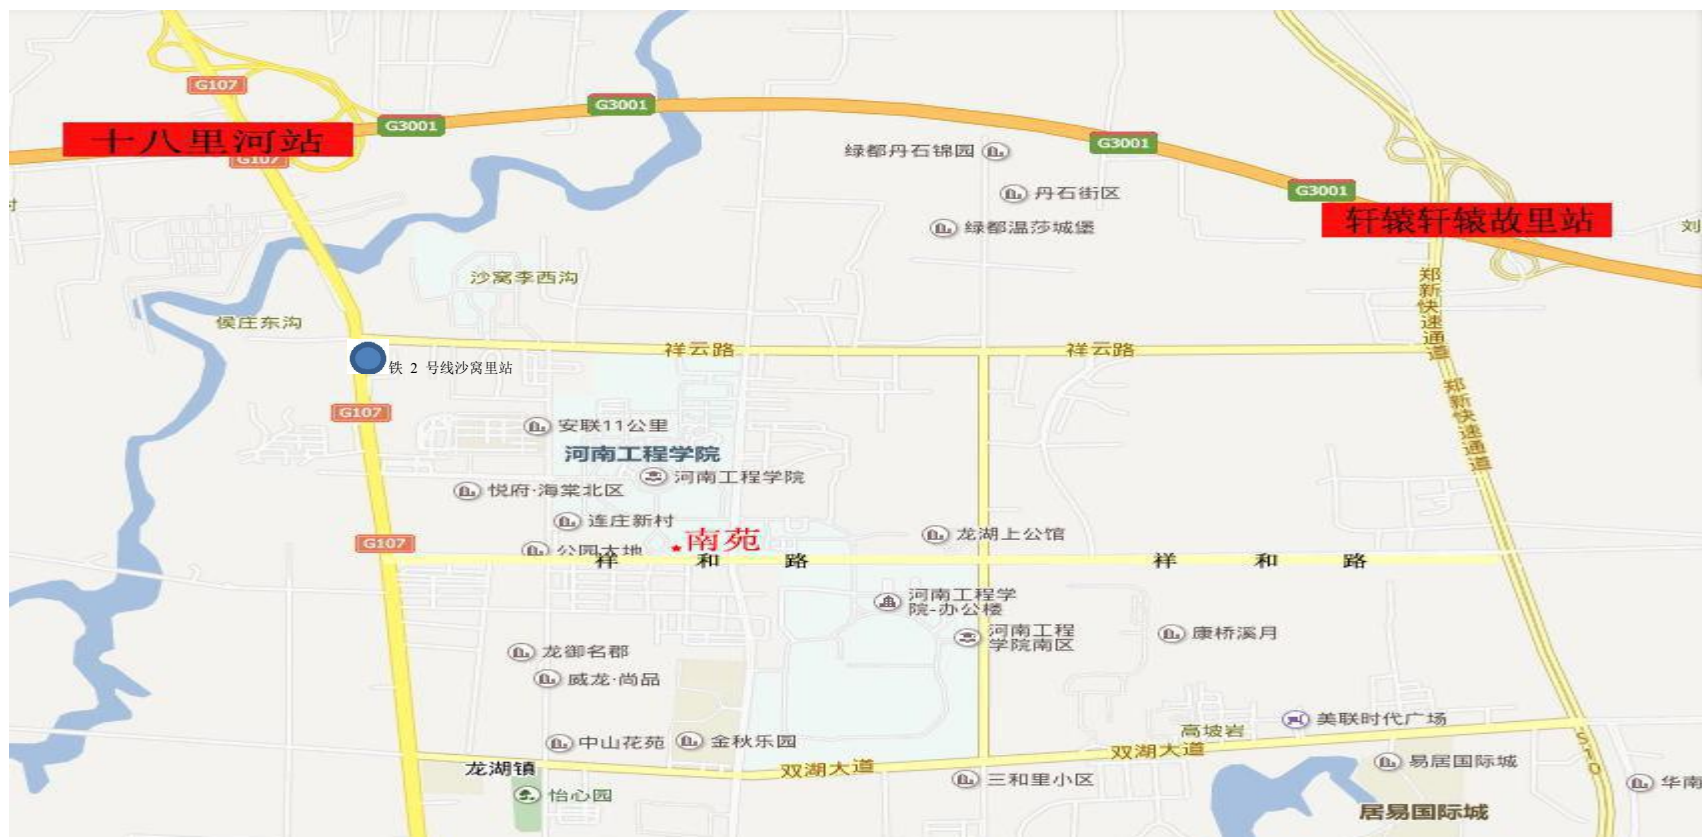 G107
G3001
G3001
十八里河站
G107
绿都丹石锦园
G3001
丹石街区
G3001
绿都温莎城堡
轩辕轩辕故里站
刘
村
沙窝李西沟
郑新快速通道
侯庄东沟
祥云路
祥云路
铁 2 号线沙窝里站
郑新快速通道
G107
安联11公里
河南工程学院
河南工程学院
悦府·海棠北区
连庄新村
南苑
龙湖上公馆
G107
公园大地
祥 和 路
祥 和 路
河南工程学
院-办公楼
河南工程
学院南区
康桥溪月
龙御名郡
威龙·尚品
美联时代广场
高坡岩
中山花苑
金秋乐园
双湖大道
S10
龙湖镇
双湖大道
三和里小区
易居国际城
华南
怡心园
居易国际城